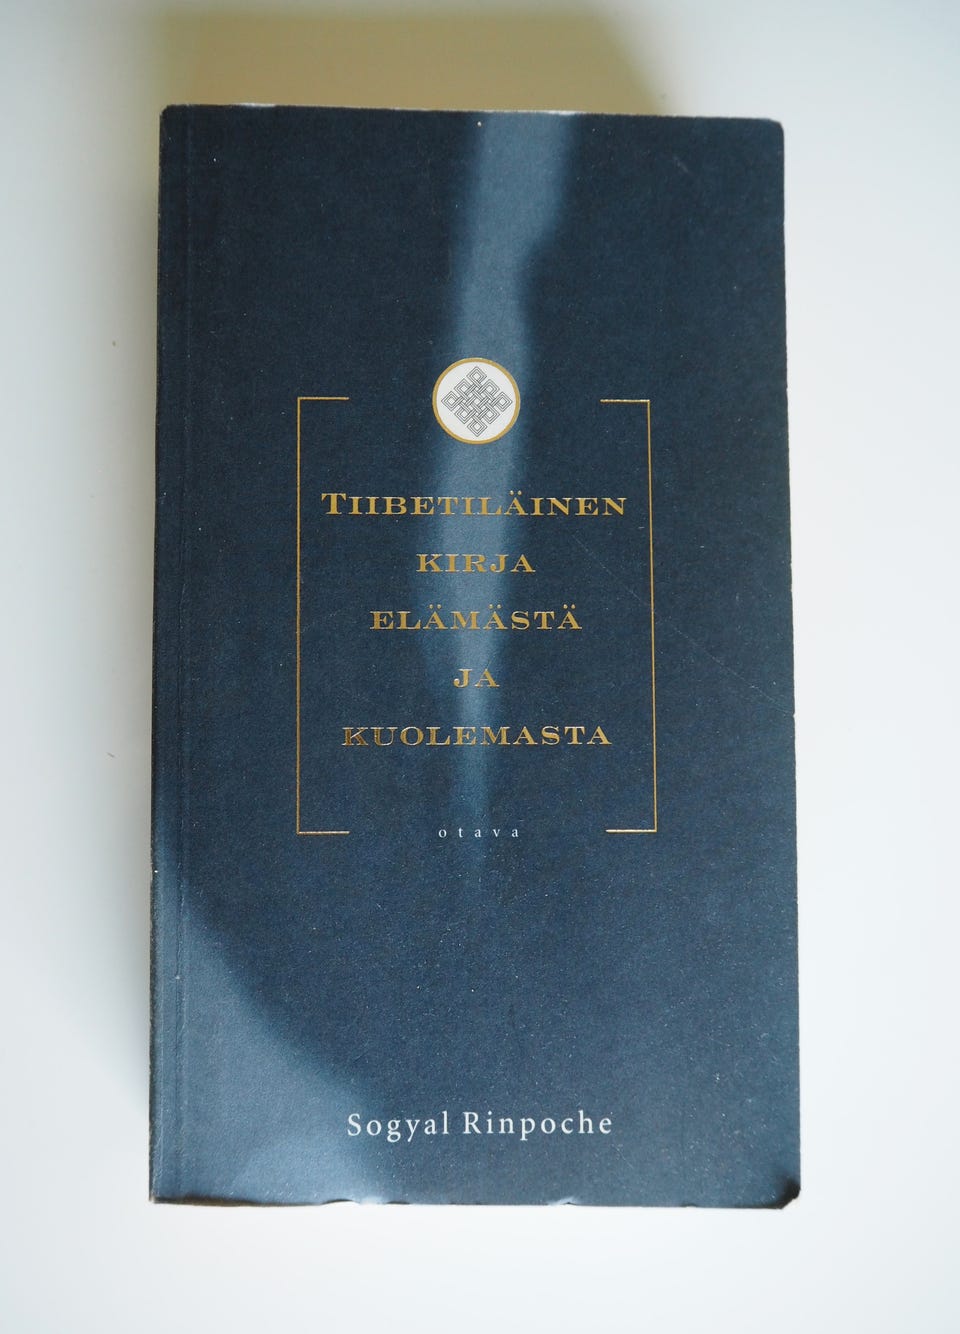 TIIBETILÄINEN
KIRJA
ELÄMÄSTÄ
JA
KUOLEMASTA
otava
Sogyal Rinpoche